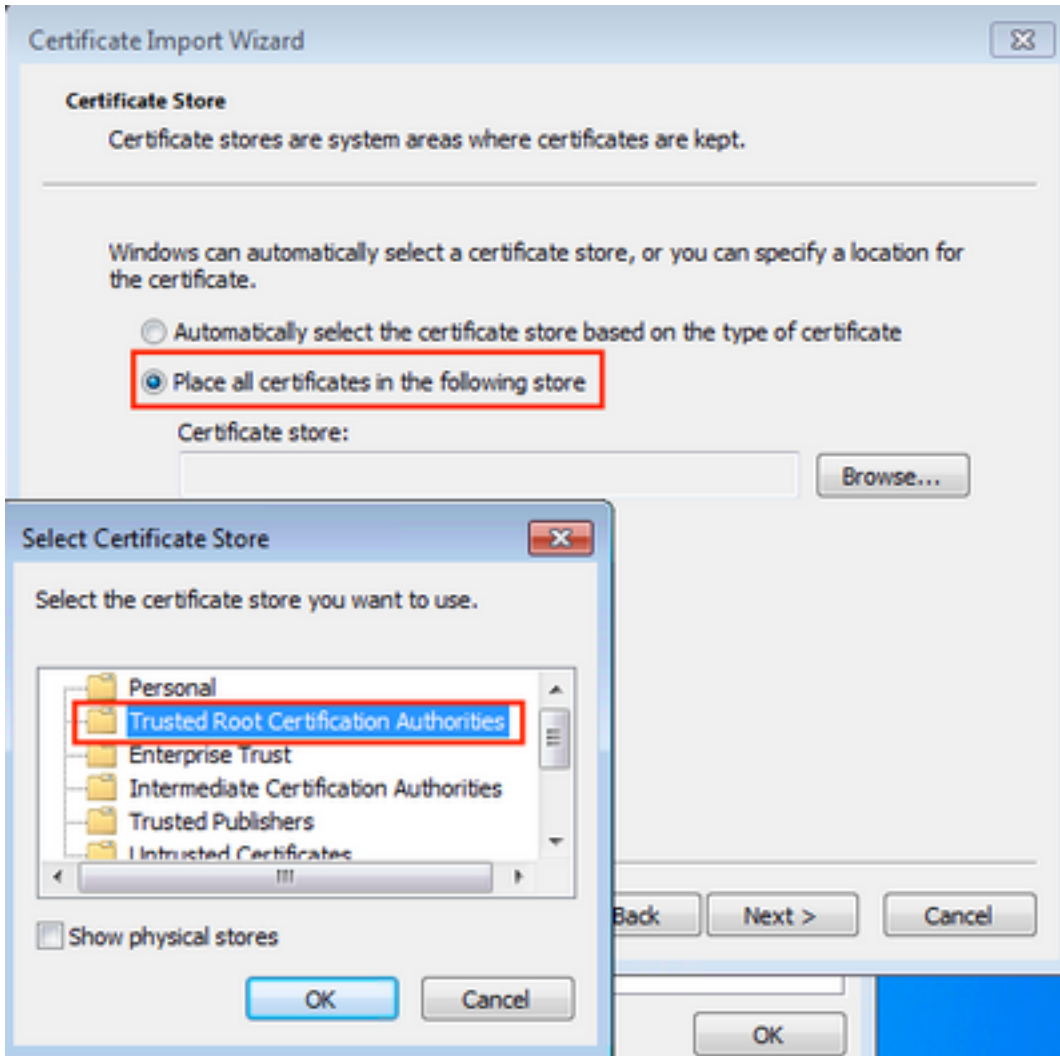 Certificate Import Wizard
Certificate Store
Certificate stores are system areas where certificates are kept.
Windows can automatically select a certificate store, or you can specify a location for
the certificate.
Automatically select the certificate store based on the type of certificate
Place all certificates in the following store
Certificate store:
Browse...
Select Certificate Store
Select the certificate store you want to use.
Personal
Trusted Root Certification Authorities
Enterprise Trust
Intermediate Certification Authorities
Trusted Publishers
Untrusted Certificates
Show physical stores
OK
Cancel
Back
Next >
Cancel
OK